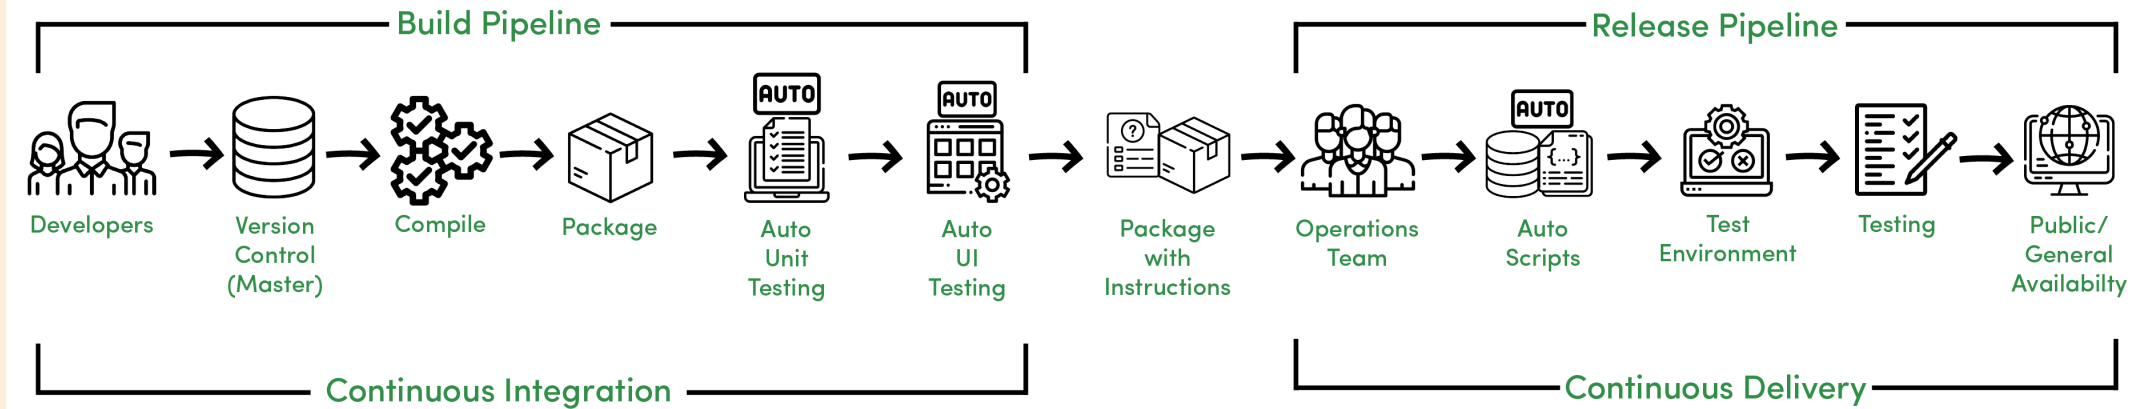 Build Pipeline
Release Pipeline
AUTO
AUTO
AUTO
?
{...}
Developers
Version
Control
(Master)
Compile
Package
Auto
Unit
Testing
Auto
UI
Testing
Package
with
Instructions
Operations
Team
Auto
Scripts
Test
Environment
Testing
Public/
General
Availabilty
Continuous Integration
Continuous Delivery